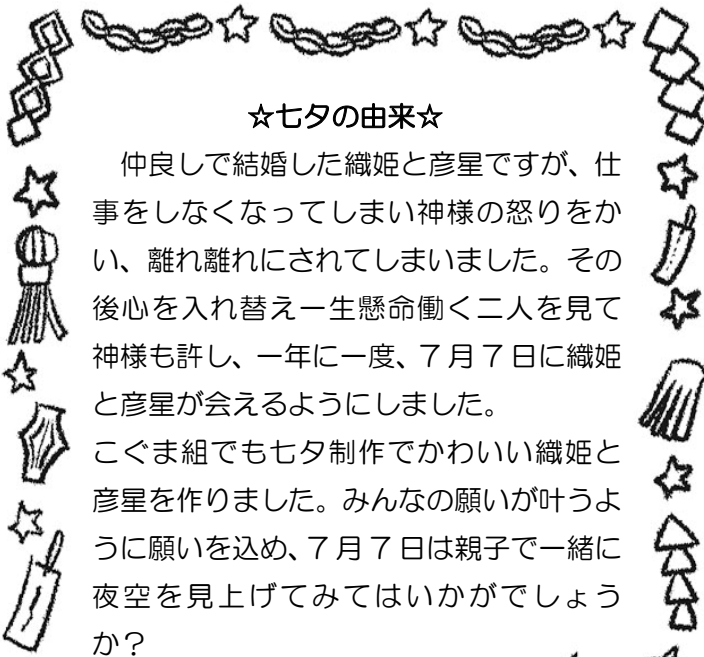 ☆七夕の由来☆
　仲良しで結婚した織姫と彦星ですが、仕
事をしなくなってしまい神様の怒りをか
い、離れ離れにされてしまいました。その
後心を入れ替え一生懸命働く二人を見て
神様も許し、一年に一度、７月７日に織姫
と彦星が会えるようにしました。
こぐま組でも七夕制作でかわいい織姫と
彦星を作りました。みんなの願いが叶うよ
うに願いを込め、７月７日は親子で一緒に
夜空を見上げてみてはいかがでしょう
か？